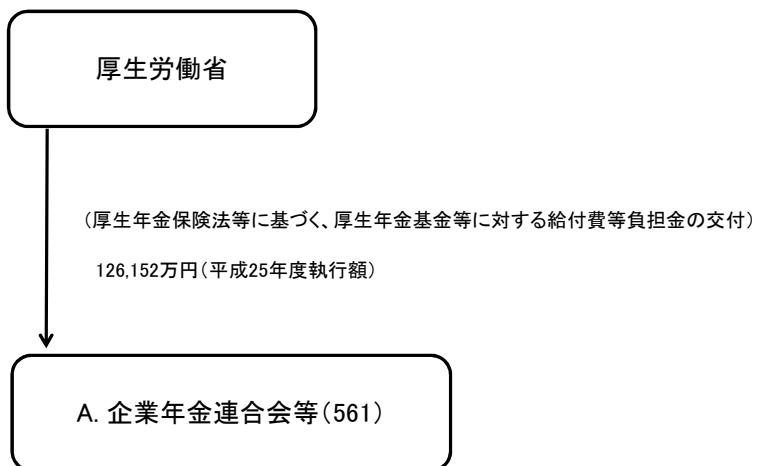 厚生労働省
（厚生年金保険法等に基づく、厚生年金基金等に対する給付費等負担金の交付）
126,152万円（平成25年度執行額）
A. 企業年金連合会等（561）